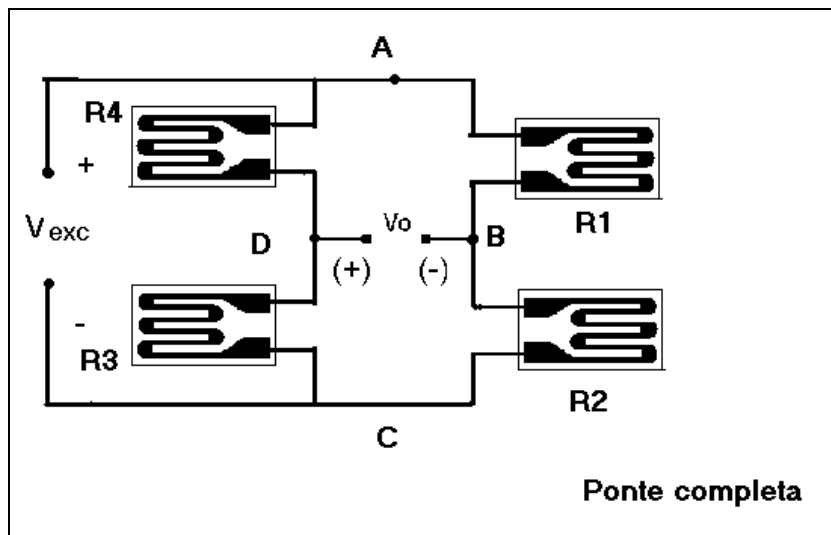 A
R4
+
R1
Vexc
D
Vo
B
(+)
(-)
-
R3
R2
C
Ponte completa